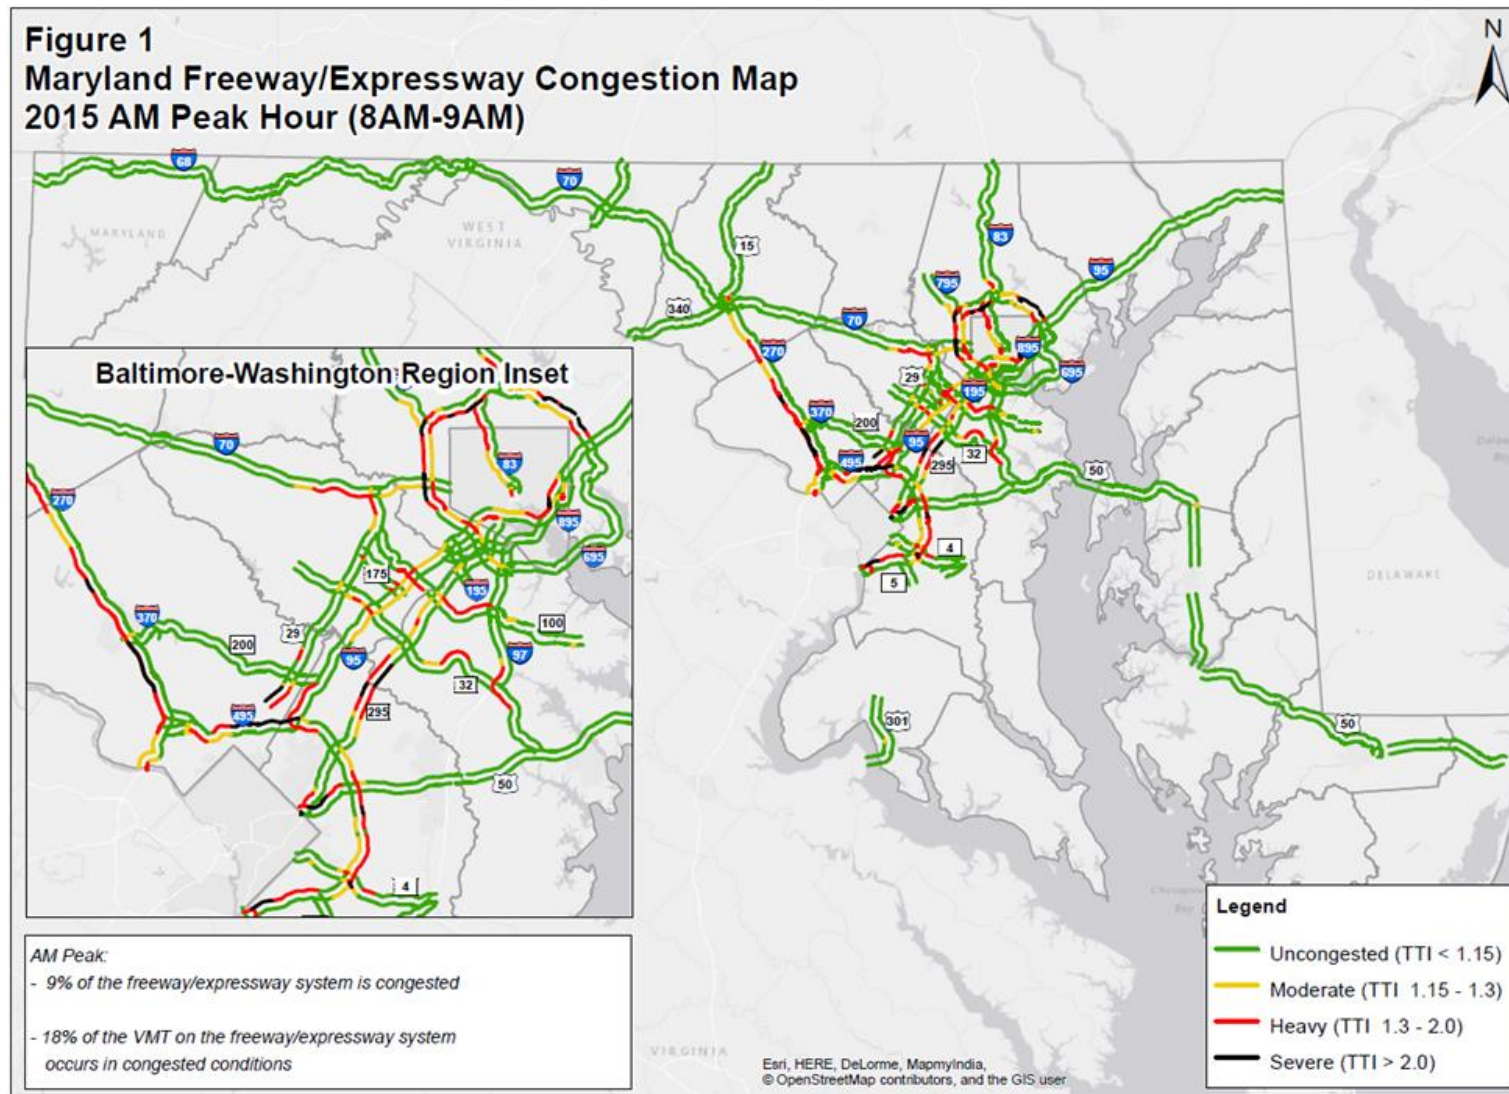 Figure 1
Maryland Freeway/Expressway Congestion Map
2015 AM Peak Hour (8AM-9AM)
N
68
70
MARYLAND
WEST
VIRGINIA
15
83
95
795
340
70
270
895
695
29
195
370
200
95
495
295
32
50
4
5
DELAWARE
301
50
Baltimore-Washington Region Inset
70
83
270
895
695
175
195
370
29
100
200
95
97
32
495
295
50
4
AM Peak:
- 9% of the freeway/expressway system is congested
- 18% of the VMT on the freeway/expressway system
occurs in congested conditions
VIRGINIA
Esri, HERE, DeLorme, MapmyIndia,
© OpenStreetMap contributors, and the GIS user
Legend
Uncongested (TTI < 1.15)
Moderate (TTI 1.15 - 1.3)
Heavy (TTI 1.3 - 2.0)
Severe (TTI > 2.0)